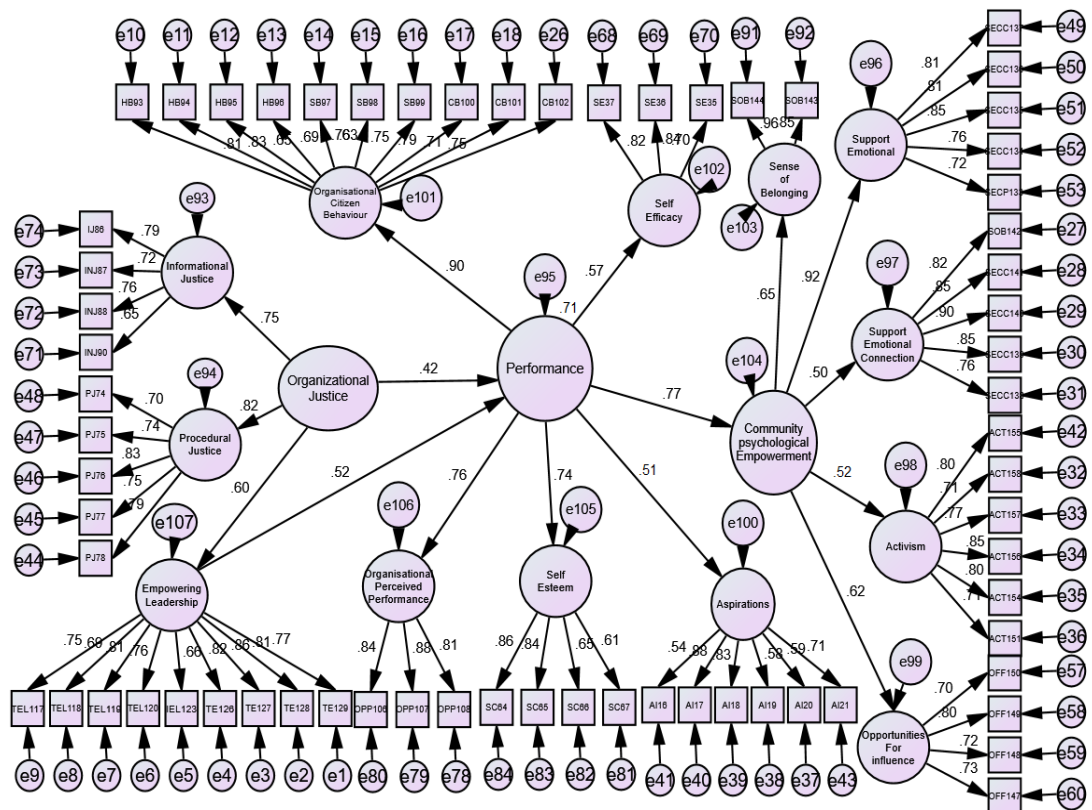 e10 e11 e12 e13 e14 e15 e16 e17 e18 e26 e68 e69 e70 e91 e92
HB93 HB94 HB95 HB96 SB97 SB98 SB99 CB100 CB101 CB102 SE37 SE36 SE35 SOB144 SOB143
.81 .83 .65 .69 .75 .79 .71 .75 .82 .70 .96 .85
Organisational
Citizen
Behaviour
e101
Self
Efficacy
e102
Sense
of
Belonging
e103
e96
Support
Emotional
.81
.81
.85
.76
.72
e49
e50
e51
e52
e53
SOB142 e27
e28
e29
e30
e31
e97
Support
Emotional
Connection
.82
.85
.90
.85
.76
e93
Informational
Justice
e74 IJ86 .79
e73 INJ87 .72
e72 INJ88 .76
e71 INJ90 .65
e94
Procedural
Justice
e48 PJ74 .70
e47 PJ75 .74
e46 PJ76 .83
e45 PJ77 .75
e44 PJ78 .79
Organizational
Justice
.75
.82
.60
.42
.52
e95
.71
Performance
.90
.57
.77
.76
.74
.51
e104
Community
psychological
Empowerment
.65
.92
.50
.52
.62
e98
Activism
.80
.71
.77
.85
.80
.71
ACT155 e42
ACT158 e32
ACT157 e33
ACT156 e34
ACT154 e35
ACT151 e36
e99
Opportunities
For
influence
.70
.80
.72
.73
OFF150 e57
OFF149 e58
OFF148 e59
OFF147 e60
e107
Empowering
Leadership
e106
Organisational
Perceived
Performance
e105
Self
Esteem
e100
Aspirations
.75 .69 .81 .76 .66 .82 .86 .81 .77 .84 .88 .81 .86 .84 .65 .61 .54 .88 .83 .58 .59 .71
TEL117 TEL118 TEL119 TEL120 IEL123 TE126 TE127 TE128 TE129 OPP106 OPP107 OPP108 SC64 SC65 SC66 SC67 AI16 AI17 AI18 AI19 AI20 AI21
e9 e8 e7 e6 e5 e4 e3 e2 e1 e80 e79 e78 e84 e83 e82 e81 e41 e40 e39 e38 e37 e43